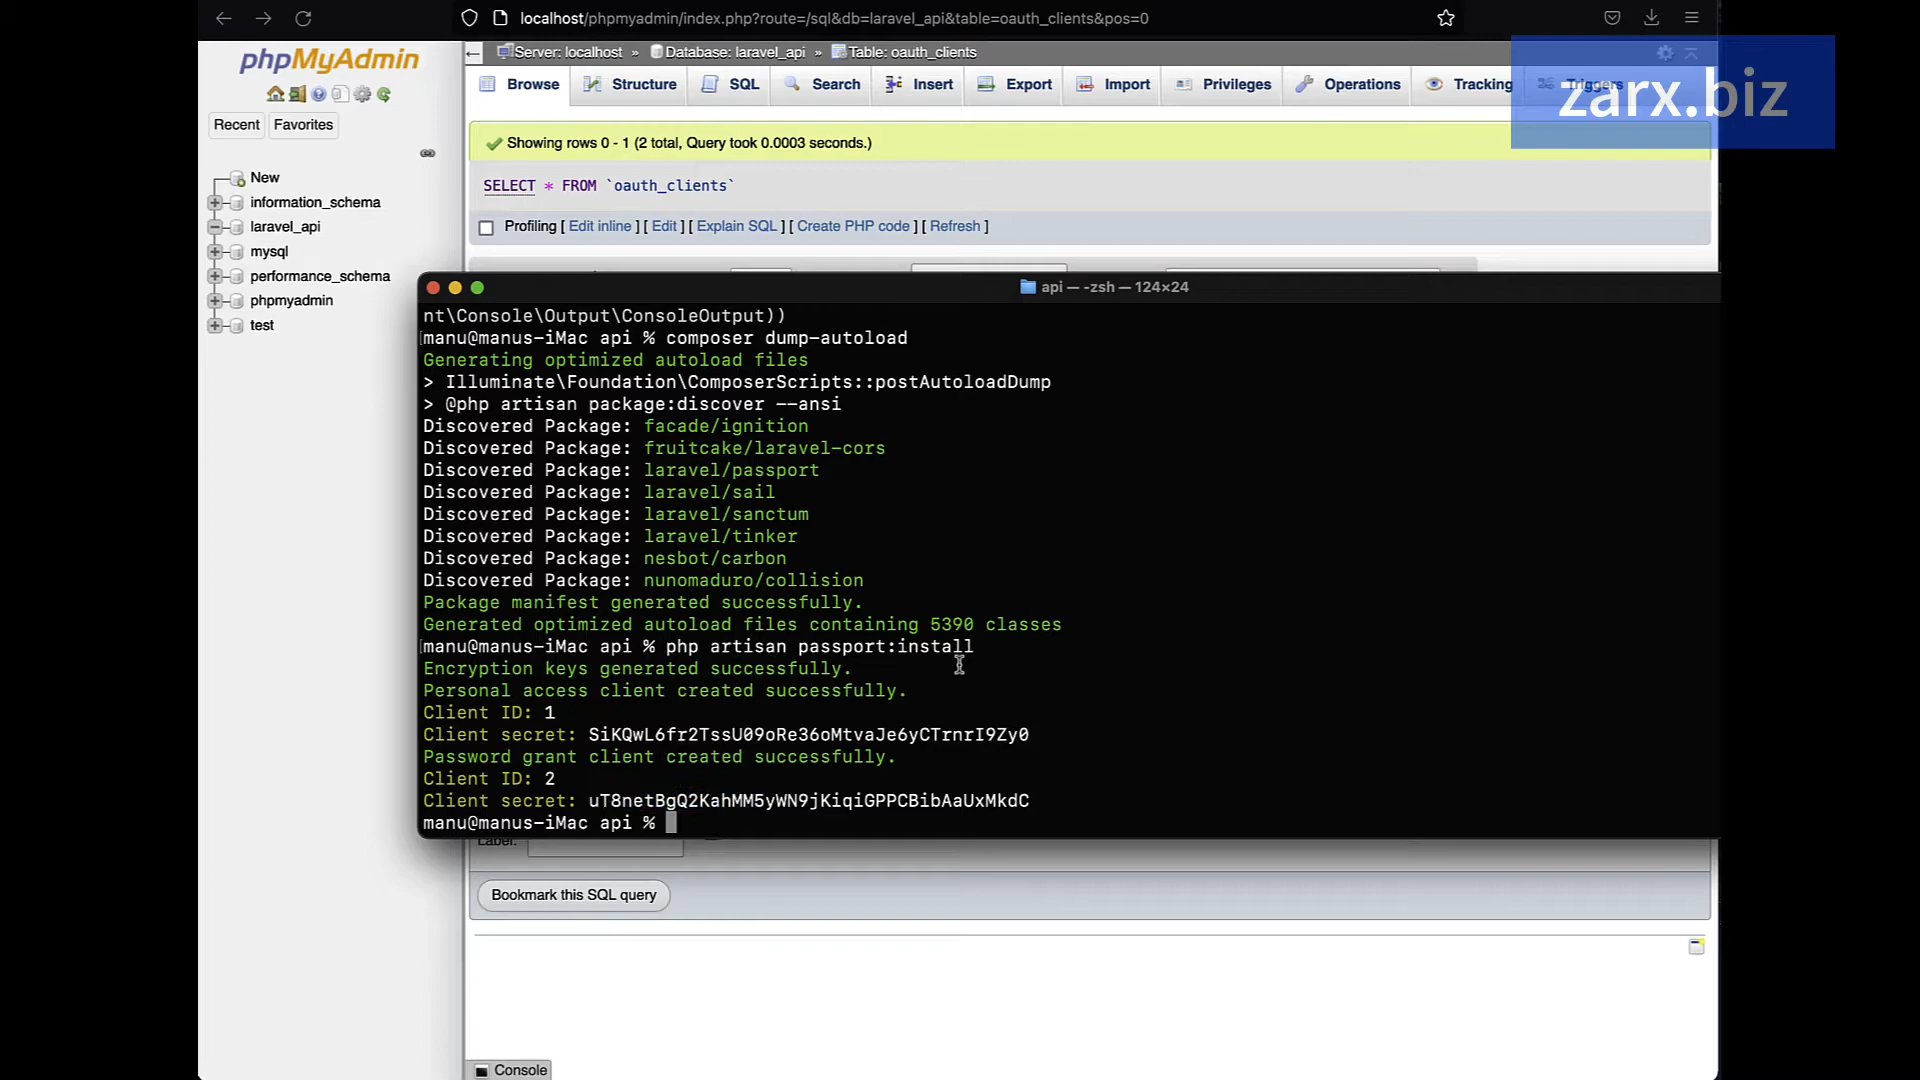 localhost/phpmyadmin/index.php?route=/sql&db=laravel_api&table=oauth_clients&pos=0
phpMyAdmin
Recent
Favorites
New
information_schema
laravel_api
mysql
performance_schema
phpmyadmin
test
Server: localhost » Database: laravel_api » Table: oauth_clients
Browse Structure SQL Search Insert Export Import Privileges Operations Tracking Triggers
zarx.biz
Showing rows 0 - 1 (2 total, Query took 0.0003 seconds.)
SELECT * FROM `oauth_clients`
Profiling [ Edit inline ] [ Edit ] [ Explain SQL ] [ Create PHP code ] [ Refresh ]
api — -zsh — 124×24
nt\Console\Output\ConsoleOutput))
[manu@manus-iMac api % composer dump-autoload
Generating optimized autoload files
> Illuminate\Foundation\ComposerScripts::postAutoloadDump
> @php artisan package:discover --ansi
Discovered Package: facade/ignition
Discovered Package: fruitcake/laravel-cors
Discovered Package: laravel/passport
Discovered Package: laravel/sail
Discovered Package: laravel/sanctum
Discovered Package: laravel/tinker
Discovered Package: nesbot/carbon
Discovered Package: nunomaduro/collision
Package manifest generated successfully.
Generated optimized autoload files containing 5390 classes
[manu@manus-iMac api % php artisan passport:install
Encryption keys generated successfully.
Personal access client created successfully.
Client ID: 1
Client secret: SiKQwL6fr2TssU09oRe36oMtvaJe6yCTrnrI9Zy0
Password grant client created successfully.
Client ID: 2
Client secret: uT8netBgQ2KahMM5yWN9jKiqiGPPCBibAaUxMkdC
manu@manus-iMac api %
Label:
Bookmark this SQL query
Console